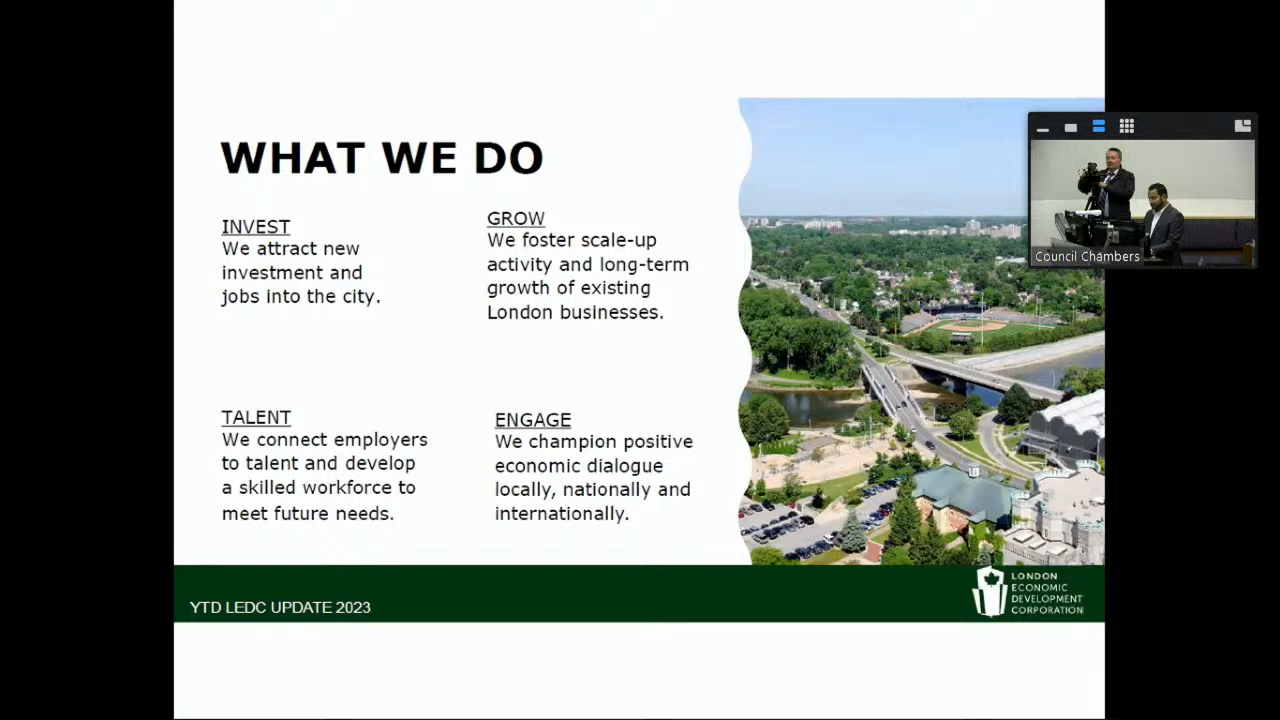 WHAT WE DO
INVEST
We attract new
investment and
jobs into the city.
GROW
We foster scale-up
activity and long-term
growth of existing
London businesses.
TALENT
We connect employers
to talent and develop
a skilled workforce to
meet future needs.
ENGAGE
We champion positive
economic dialogue
locally, nationally and
internationally.
Council Chambers
YTD LEDC UPDATE 2023
LONDON
ECONOMIC
DEVELOPMENT
CORPORATION